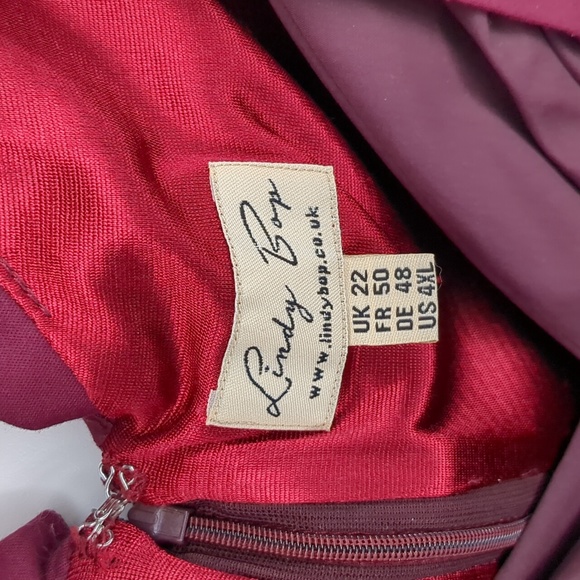 Lindy Bop
www.lindybop.co.uk
UK 22
FR 50
DE 48
US 4XL